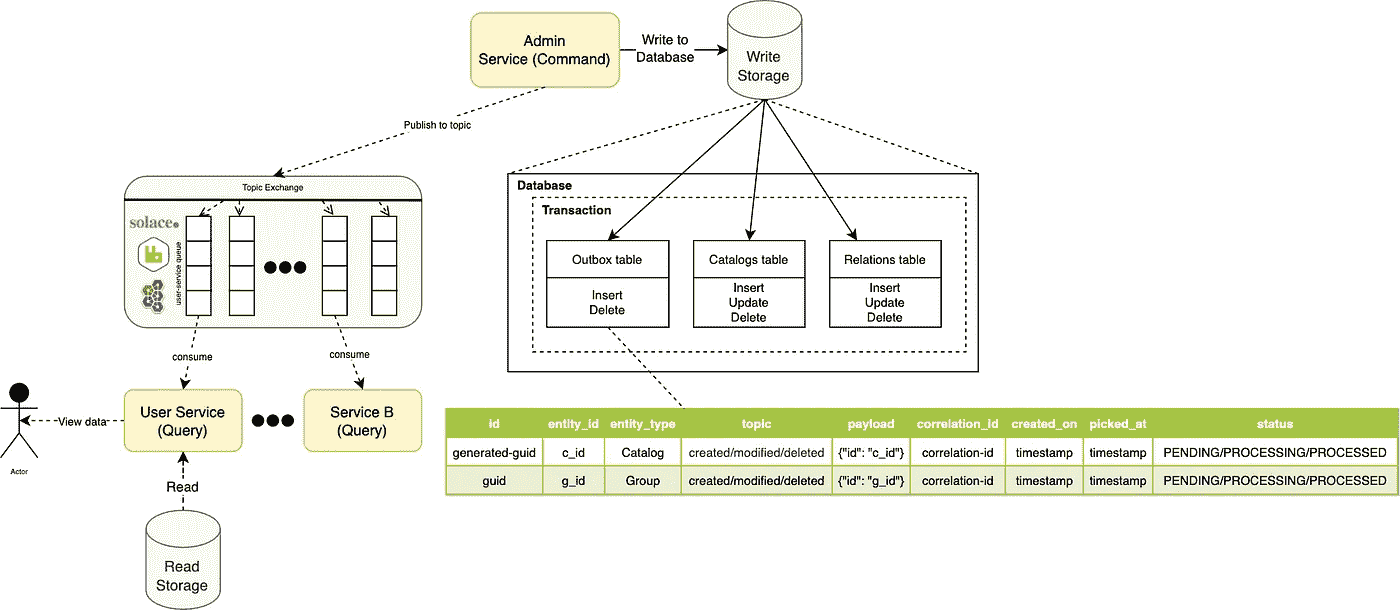 Admin
Service (Command)
Write to
Database
Write
Storage
Publish to topic
Topic Exchange
solace.
user-service queue
consume
consume
Database
Transaction
Outbox table
Insert
Delete
Catalogs table
Insert
Update
Delete
Relations table
Insert
Update
Delete
View data
Actor
User Service
(Query)
Service B
(Query)
Read
Read
Storage
id entity_id entity_type topic payload correlation_id created_on picked_at status
generated-guid c_id Catalog created/modified/deleted {"id": "c_id"} correlation-id timestamp timestamp PENDING/PROCESSING/PROCESSED
guid g_id Group created/modified/deleted {"id": "g_id"} correlation-id timestamp timestamp PENDING/PROCESSING/PROCESSED